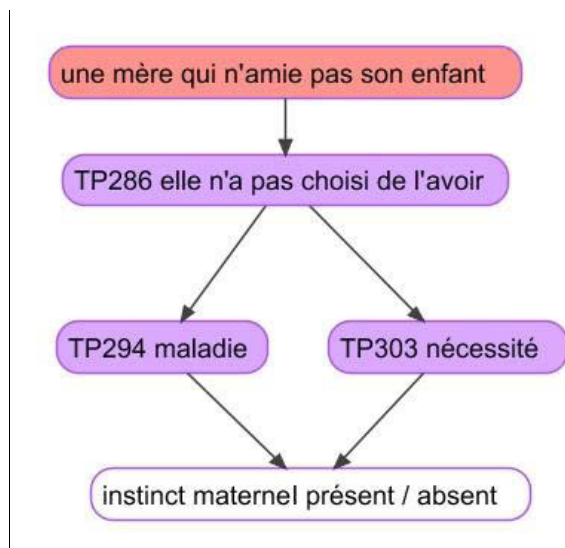 une mère qui n'amie pas son enfant
TP286 elle n'a pas choisi de l'avoir
TP294 maladie
TP303 nécessité
instinct maternel présent / absent